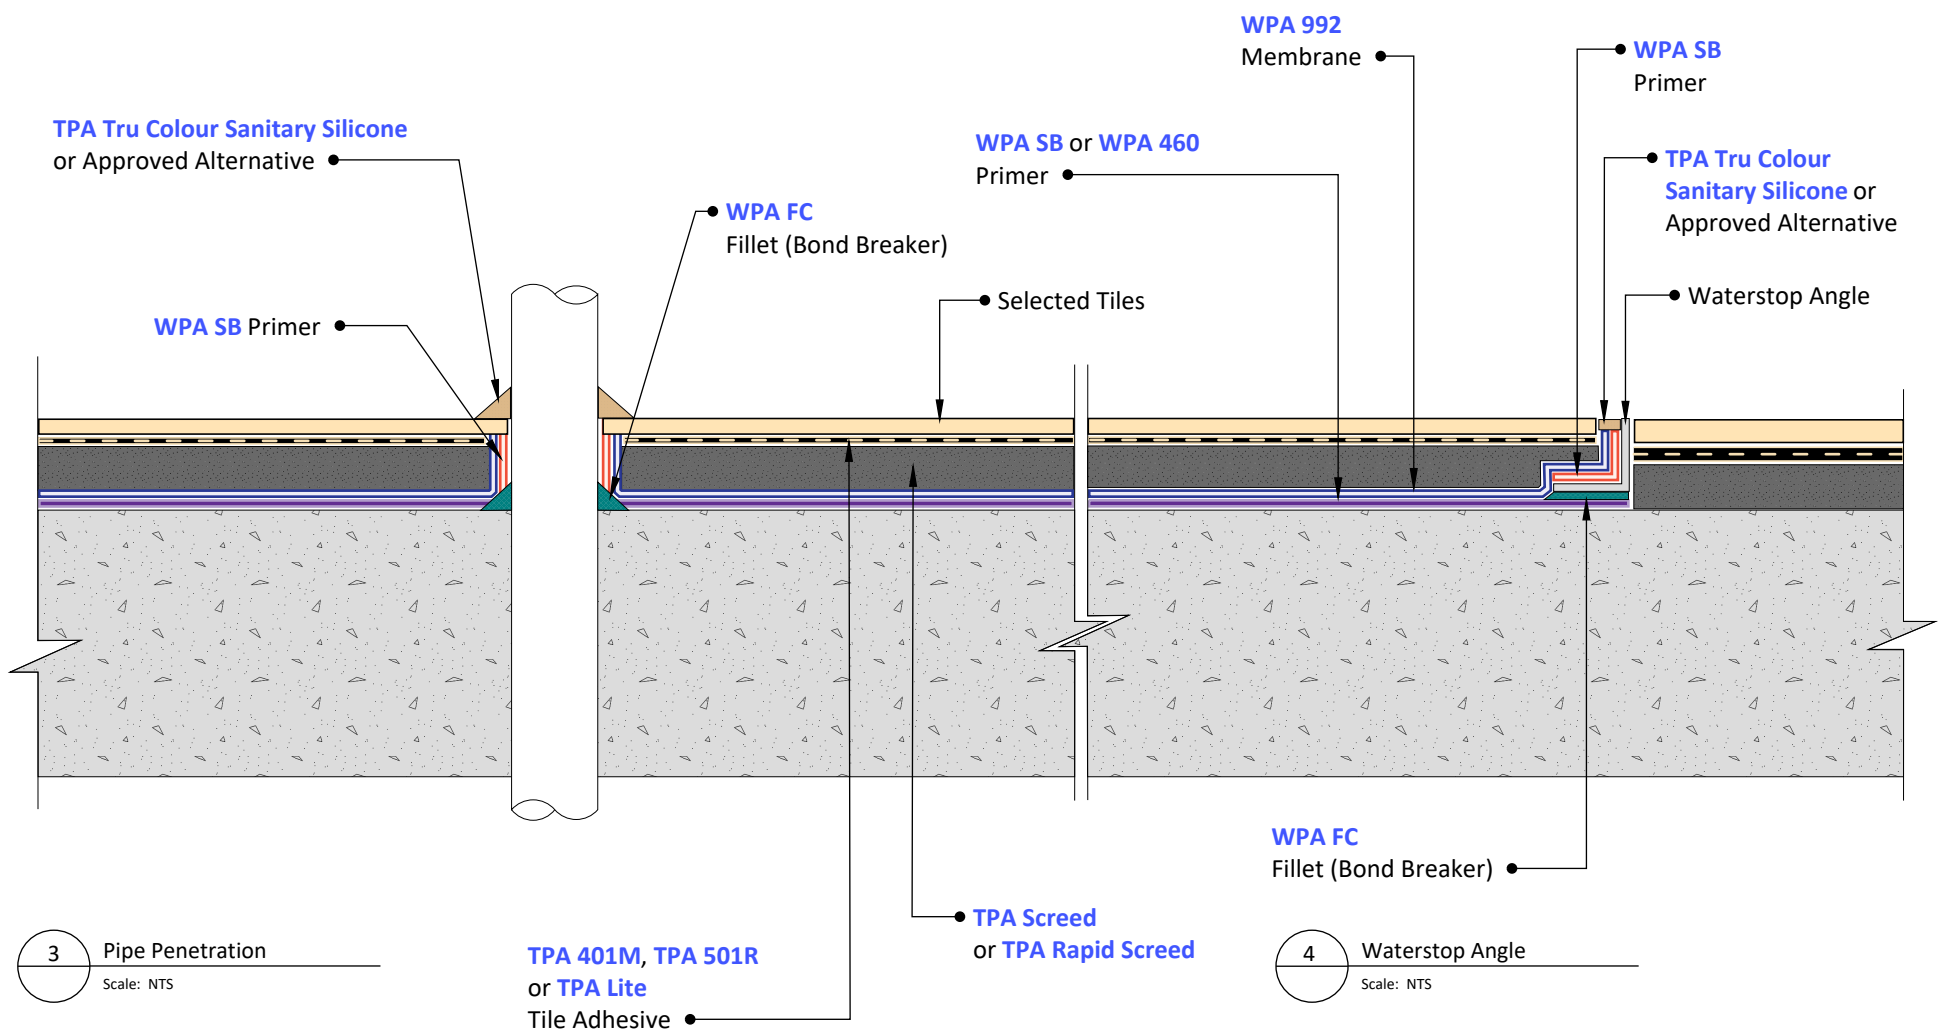 WPA 992
Membrane
WPA SB
Primer
TPA Tru Colour Sanitary Silicone
or Approved Alternative
WPA SB or WPA 460
Primer
TPA Tru Colour
Sanitary Silicone or
Approved Alternative
WPA FC
Fillet (Bond Breaker)
Selected Tiles
Waterstop Angle
WPA SB Primer
WPA FC
Fillet (Bond Breaker)
TPA Screed
or TPA Rapid Screed
TPA 401M, TPA 501R
or TPA Lite
Tile Adhesive
3 Pipe Penetration
Scale: NTS
4 Waterstop Angle
Scale: NTS